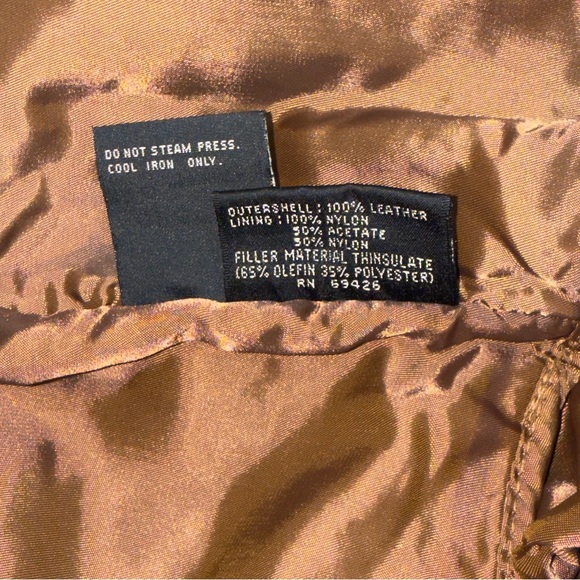 DO NOT STEAM PRESS.
COOL IRON ONLY.
OUTERSHELL : 100% LEATHER
LINING : 100% NYLON
50% ACETATE
50% NYLON
FILLER MATERIAL THINSULATE
(65% OLEFIN 35% POLYESTER)
RN 69426